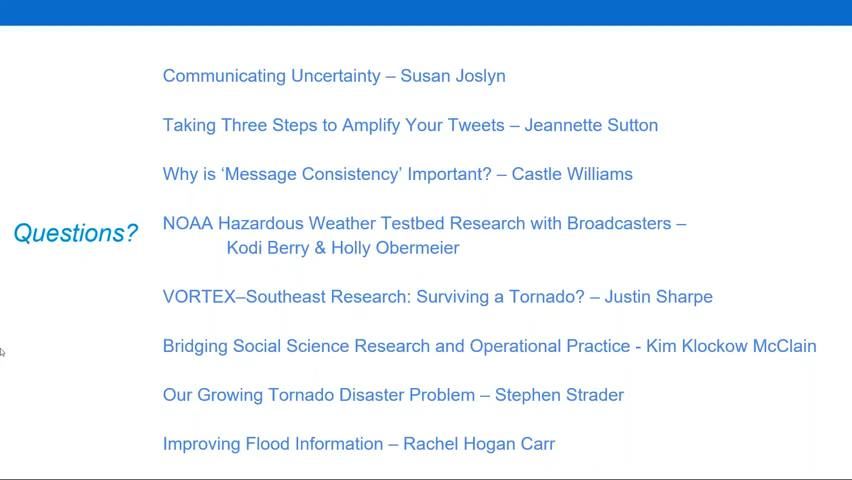 Communicating Uncertainty – Susan Joslyn
Taking Three Steps to Amplify Your Tweets – Jeannette Sutton
Why is ‘Message Consistency’ Important? – Castle Williams
Questions?
NOAA Hazardous Weather Testbed Research with Broadcasters –
Kodi Berry & Holly Obermeier
VORTEX–Southeast Research: Surviving a Tornado? – Justin Sharpe
Bridging Social Science Research and Operational Practice - Kim Klockow McClain
Our Growing Tornado Disaster Problem – Stephen Strader
Improving Flood Information – Rachel Hogan Carr